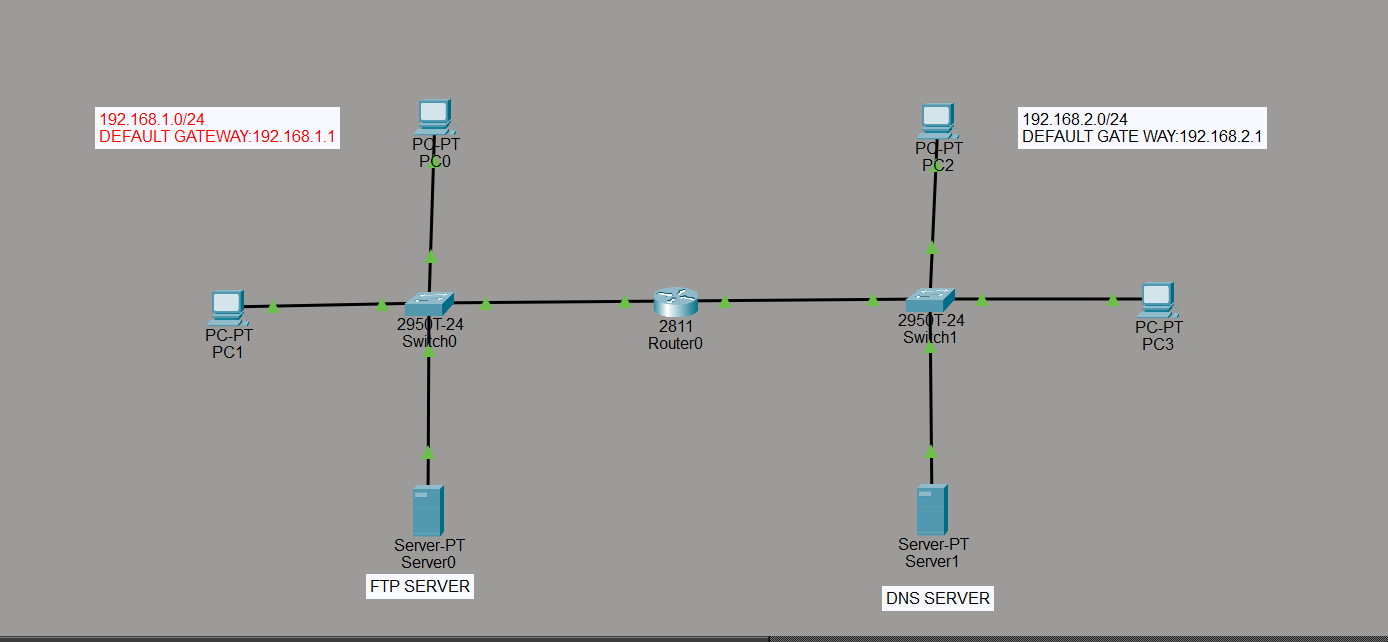 192.168.1.0/24
DEFAULT GATEWAY:192.168.1.1
PC-PT
PC0
PC-PT
PC2
192.168.2.0/24
DEFAULT GATE WAY:192.168.2.1
PC-PT
PC1
2950T-24
Switch0
2811
Router0
2950T-24
Switch1
PC-PT
PC3
Server-PT
Server0
FTP SERVER
Server-PT
Server1
DNS SERVER